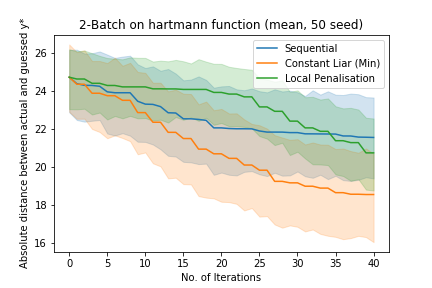 2-Batch on hartmann function (mean, 50 seed)
Absolute distance between actual and guessed y*
26
24
22
20
18
16
Sequential
Constant Liar (Min)
Local Penalisation
0
5
10
15
20
25
30
35
40
No. of Iterations